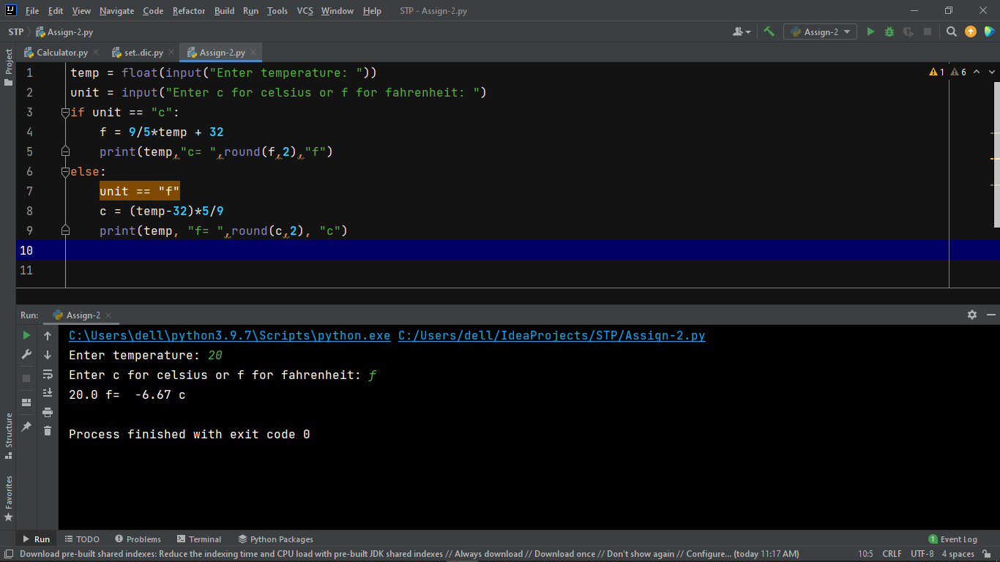 File Edit View Navigate Code Refactor Build Run Tools VCS Window Help STP - Assign-2.py
STP Assign-2.py Assign-2
Project
Calculator.py set..dic.py Assign-2.py
1 temp = float(input("Enter temperature: ")) 1 6
2 unit = input("Enter c for celsius or f for fahrenheit: ")
3 if unit == "c":
4 f = 9/5*temp + 32
5 print(temp,"c= ",round(f,2),"f")
6 else:
7 unit == "f"
8 c = (temp-32)*5/9
9 print(temp, "f= ",round(c,2), "c")
10
11
Run: Assign-2
C:\Users\dell\python3.9.7\Scripts\python.exe C:/Users/dell/IdeaProjects/STP/Assign-2.py
Enter temperature: 20
Enter c for celsius or f for fahrenheit: f
20.0 f=  -6.67 c
Process finished with exit code 0
Structure
Favorites
Run TODO Problems Terminal Python Packages 1 Event Log
Download pre-built shared indexes: Reduce the indexing time and CPU load with pre-built JDK shared indexes // Always download // Download once // Don't show again // Configure... (today 11:17 AM) 10:5 CRLF UTF-8 4 spaces